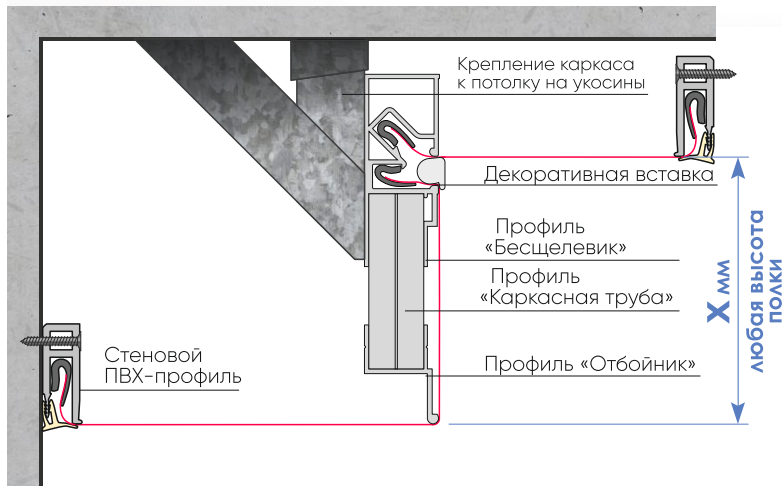 Крепление каркаса
к потолку на укосины
Декоративная вставка
Профиль
«Бесщелевик»
Профиль
«Каркасная труба»
Стеновой
ПВХ-профиль
Профиль «Отбойник»
X мм
любая высота
полки